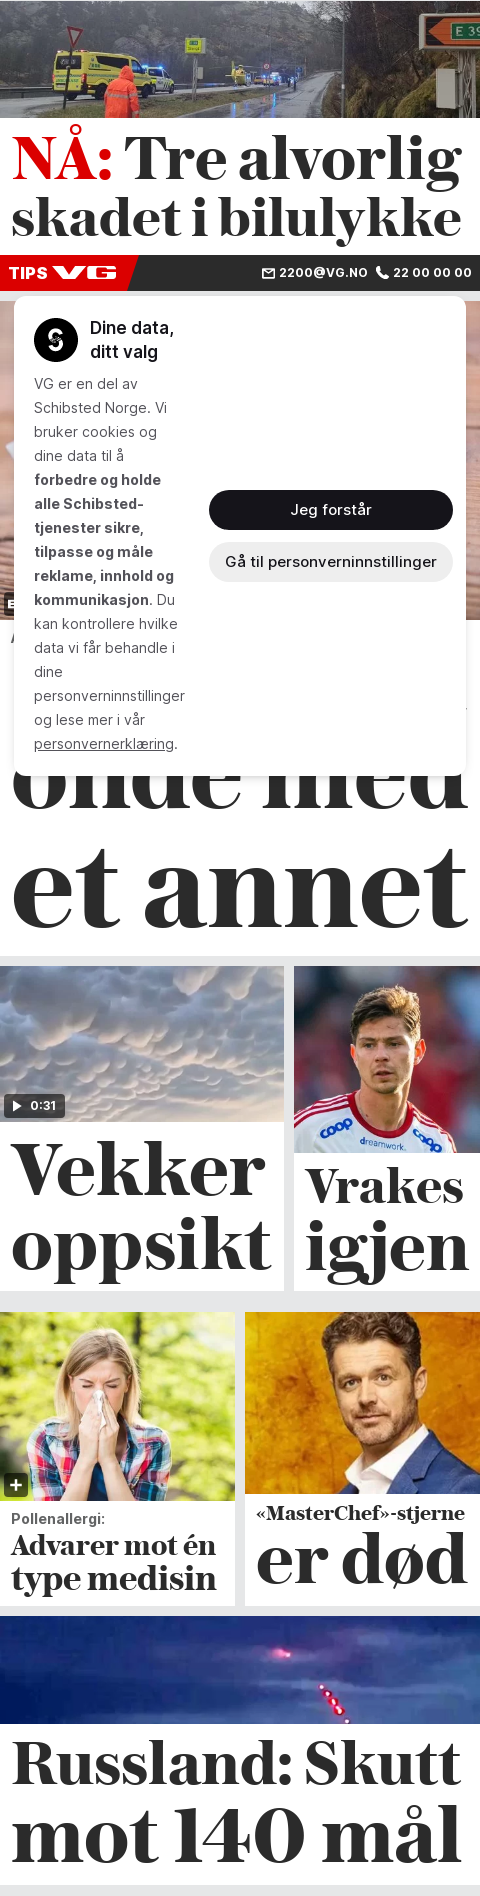 E 39
NÅ: Tre alvorlig
skadet i bilulykke
TIPS VG
2200@VG.NO
22 00 00 00
Dine data,
ditt valg
VG er en del av
Schibsted Norge. Vi
bruker cookies og
dine data til å
forbedre og holde
alle Schibsted-
tjenester sikre,
tilpasse og måle
reklame, innhold og
kommunikasjon. Du
kan kontrollere hvilke
data vi får behandle i
dine
personverninnstillinger
og lese mer i vår
personvernerklæring.
Jeg forstår
Gå til personverninnstillinger
onde med
et annet
0:31
Vekker
oppsikt
coop
coop
dreamwork.
Vrakes
igjen
Pollenallergi:
Advarer mot én
type medisin
«MasterChef»-stjerne
er død
Russland: Skutt
mot 140 mål